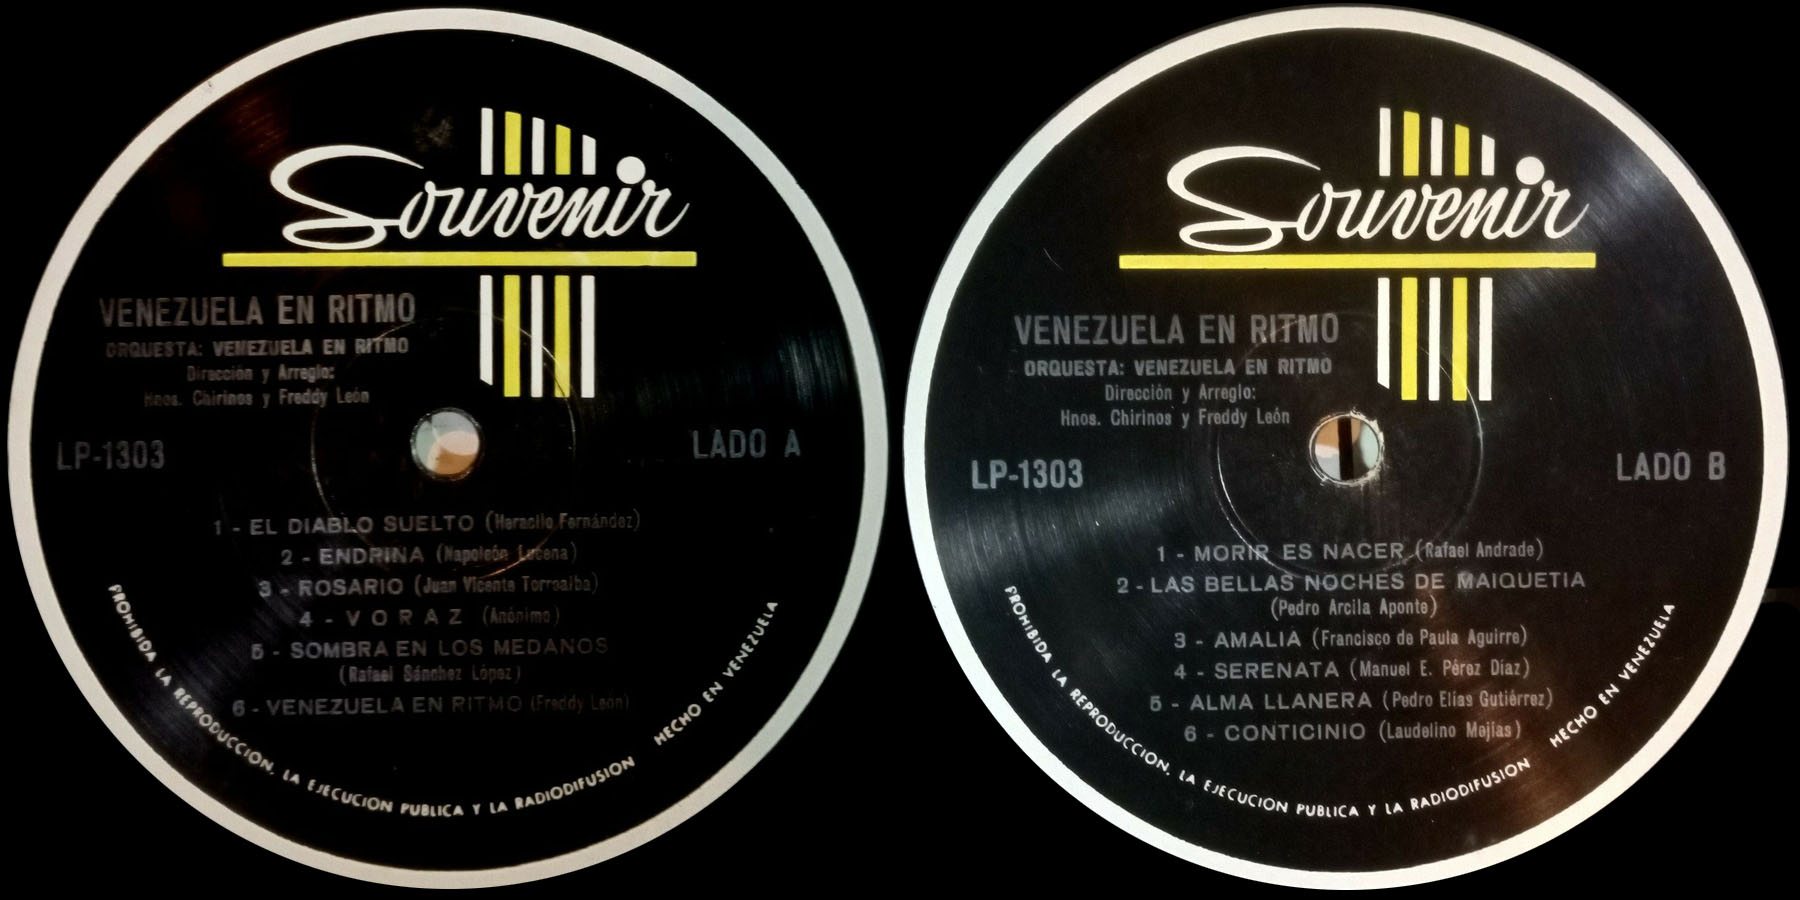 Souvenir
VENEZUELA EN RITMO
ORQUESTA: VENEZUELA EN RITMO
Dirección y Arreglo:
Hnos. Chirinos y Freddy León
LP-1303
LADO A
1 - EL DIABLO SUELTO (Heraclio Fernández)
2 - ENDRINA (Napoleón Lucena)
3 - ROSARIO (Juan Vicente Torrealba)
4 - VORAZ (Anónimo)
5 - SOMBRA EN LOS MEDANOS
(Rafael Sánchez López)
6 - VENEZUELA EN RITMO (Freddy León)
PROHIBIDA LA REPRODUCCION, LA EJECUCION PUBLICA Y LA RADIODIFUSION HECHO EN VENEZUELA
Souvenir
VENEZUELA EN RITMO
ORQUESTA: VENEZUELA EN RITMO
Dirección y Arreglo:
Hnos. Chirinos y Freddy León
LP-1303
LADO B
1 - MORIR ES NACER (Rafael Andrade)
2 - LAS BELLAS NOCHES DE MAIQUETIA
(Pedro Arcila Aponte)
3 - AMALIA (Francisco de Paula Aguirre)
4 - SERENATA (Manuel E. Pérez Díaz)
5 - ALMA LLANERA (Pedro Elías Gutiérrez)
6 - CONTICINIO (Laudelino Mejías)
PROHIBIDA LA REPRODUCCION, LA EJECUCION PUBLICA Y LA RADIODIFUSION HECHO EN VENEZUELA